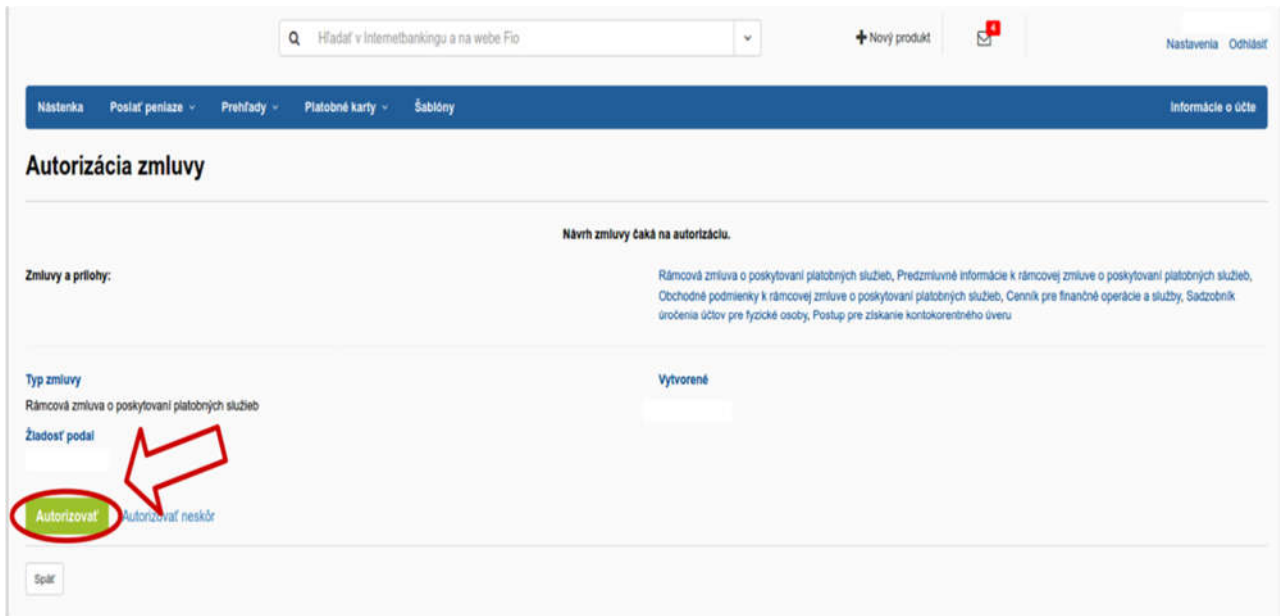 Hľadať v Internetbankingu a na webe Fio
Nový produkt
4
Nastavenia Odhlásiť
Nástenka Poslať peniaze Prehľady Platobné karty Šablóny Informácie o účte
Autorizácia zmluvy
Návrh zmluvy čaká na autorizáciu.
Zmluvy a prílohy:
Rámcová zmluva o poskytovaní platobných služieb, Predzmluvné informácie k rámcovej zmluve o poskytovaní platobných služieb,
Obchodné podmienky k rámcovej zmluve o poskytovaní platobných služieb, Cenník pre finančné operácie a služby, Sadzobník
úročenia účtov pre fyzické osoby, Postup pre získanie kontokorentného úveru
Typ zmluvy
Vytvorené
Rámcová zmluva o poskytovaní platobných služieb
Žiadosť podal
Autorizovať Autorizovať neskôr
Späť